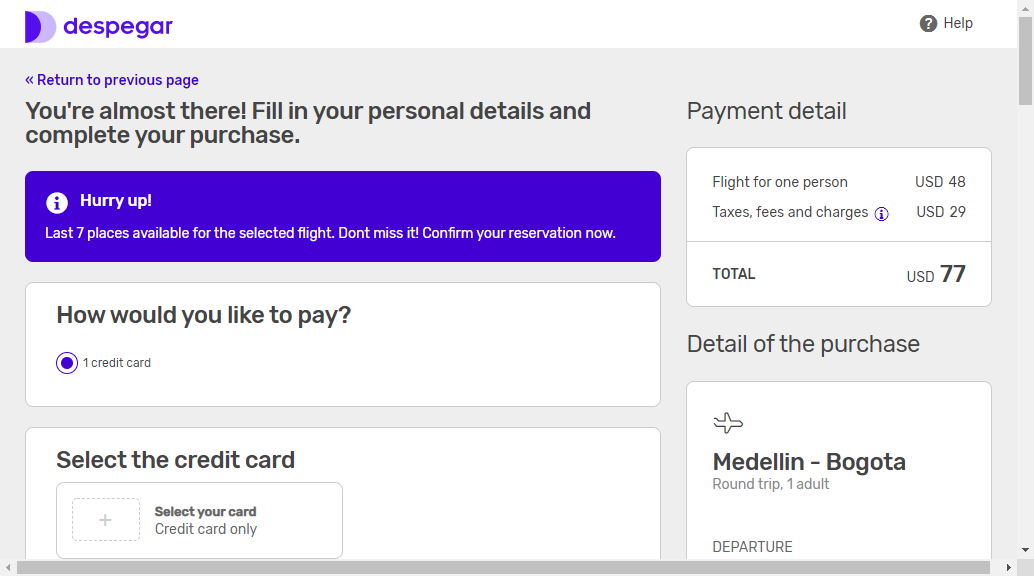 despegar
Help
« Return to previous page
You're almost there! Fill in your personal details and
complete your purchase.
Hurry up!
Last 7 places available for the selected flight. Dont miss it! Confirm your reservation now.
How would you like to pay?
1 credit card
Select the credit card
Select your card
Credit card only
Payment detail
Flight for one person USD 48
Taxes, fees and charges USD 29
TOTAL USD 77
Detail of the purchase
Medellin - Bogota
Round trip, 1 adult
DEPARTURE